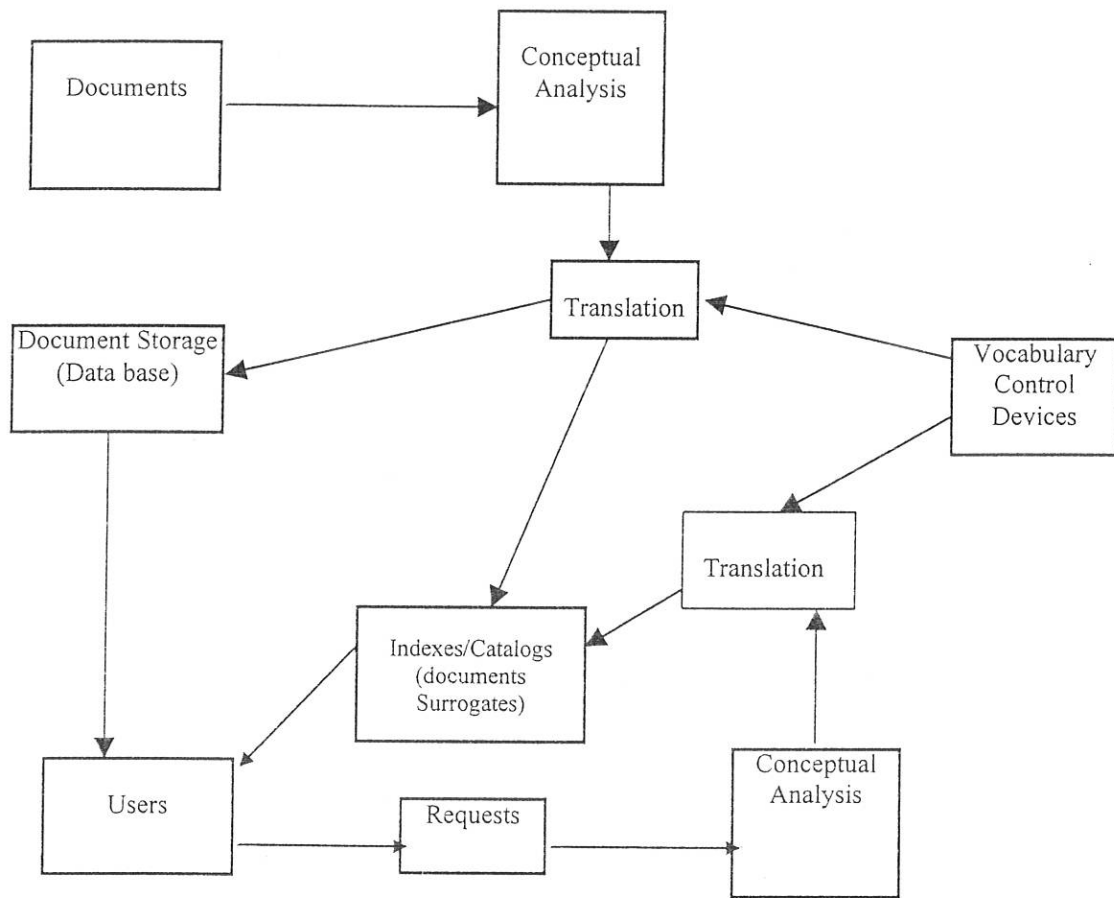 Documents
Conceptual
Analysis
Translation
Document Storage
(Data base)
Vocabulary
Control
Devices
Translation
Indexes/Catalogs
(documents
Surrogates)
Users
Requests
Conceptual
Analysis